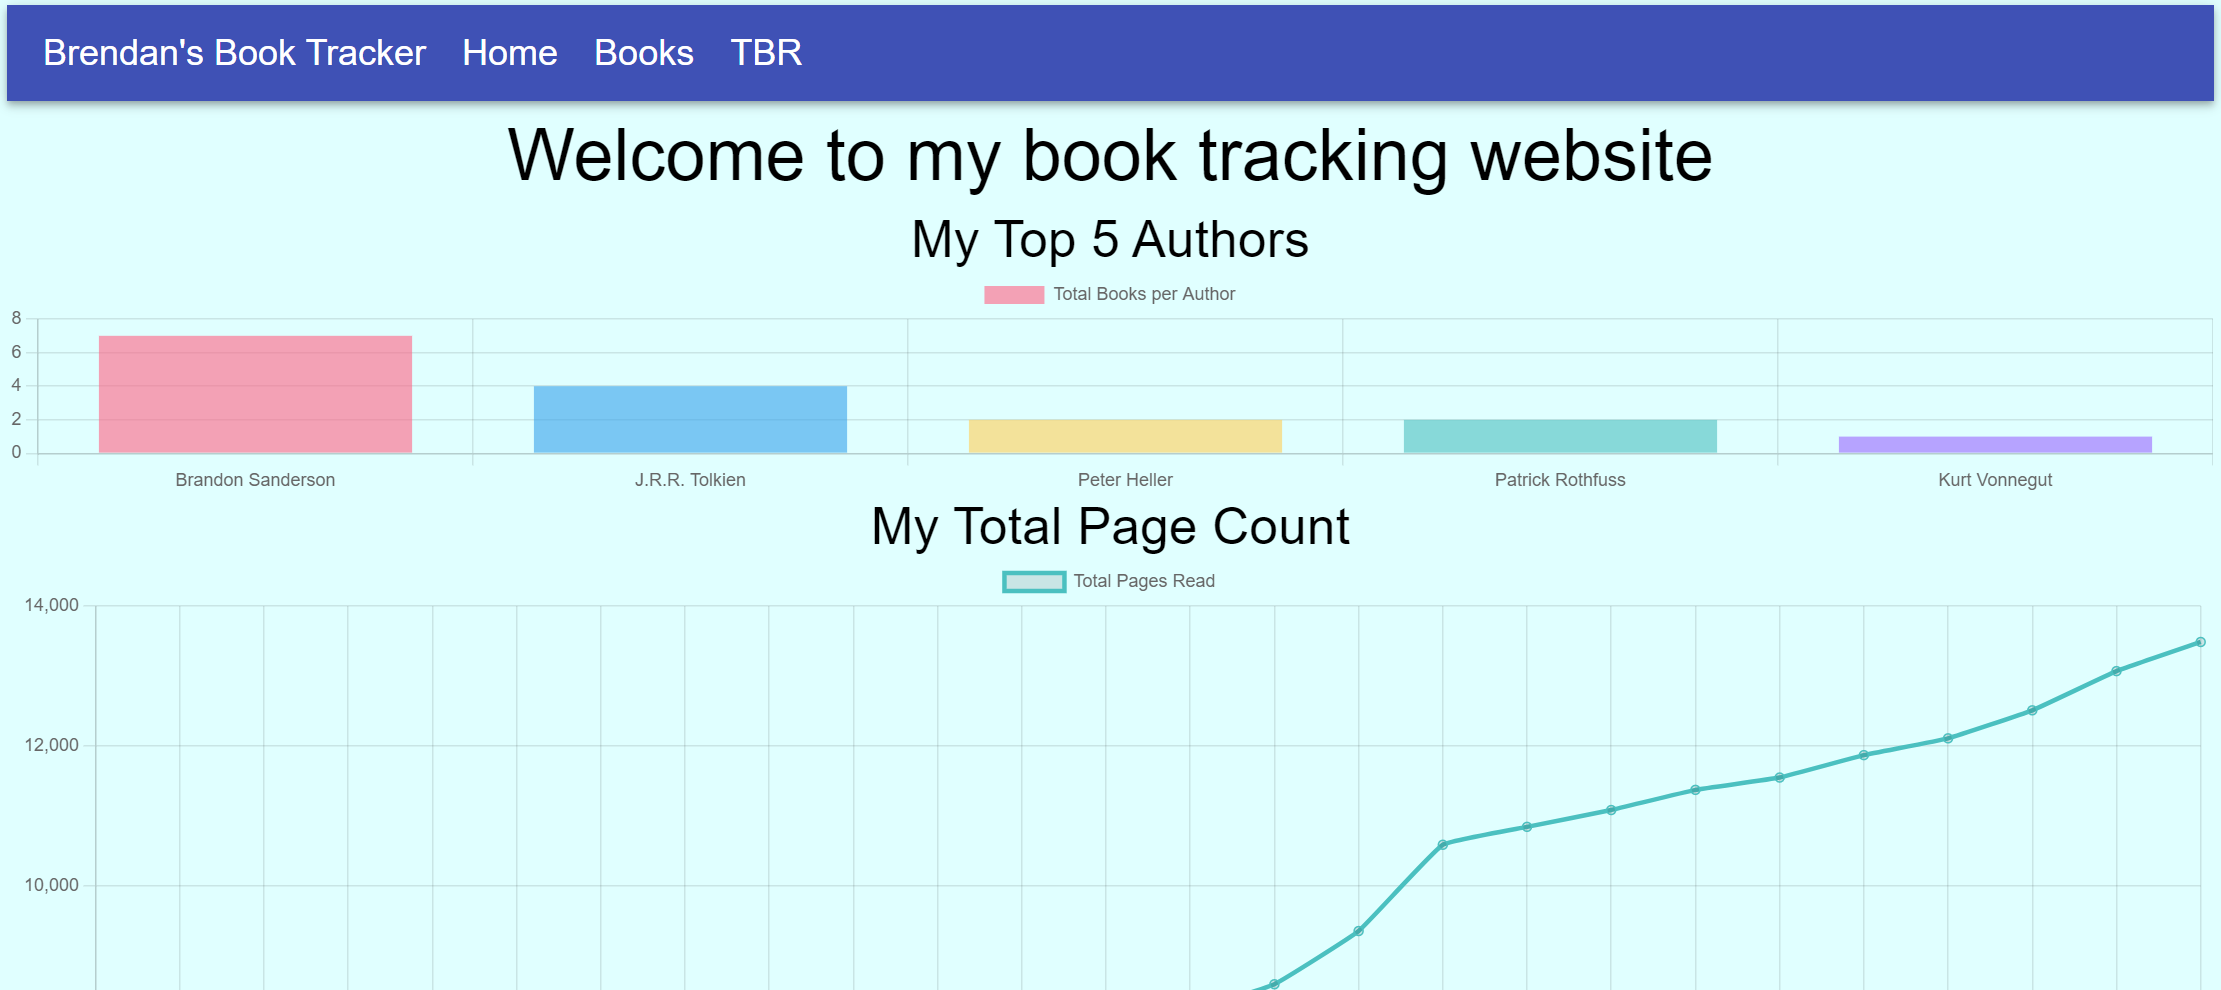 Brendan's Book Tracker Home Books TBR
Welcome to my book tracking website
My Top 5 Authors
Total Books per Author
8
6
4
2
0
Brandon Sanderson J.R.R. Tolkien Peter Heller Patrick Rothfuss Kurt Vonnegut
My Total Page Count
Total Pages Read
14,000
12,000
10,000